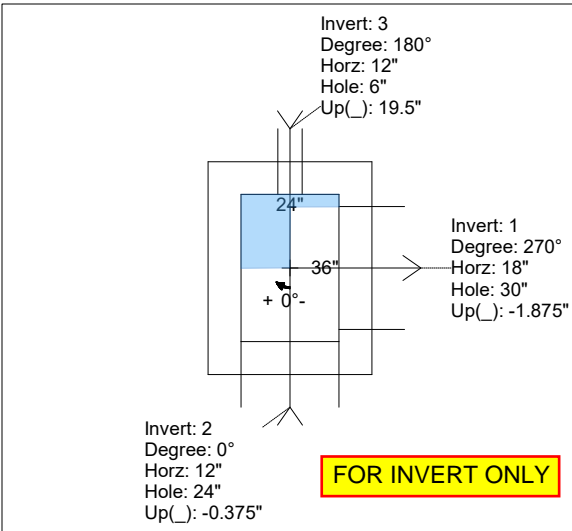 Invert: 3
Degree: 180°
Horz: 12"
Hole: 6"
Up(_): 19.5"
24"
36"
+ 0°-
Invert: 1
Degree: 270°
Horz: 18"
Hole: 30"
Up(_): -1.875"
Invert: 2
Degree: 0°
Horz: 12"
Hole: 24"
Up(_): -0.375"
FOR INVERT ONLY